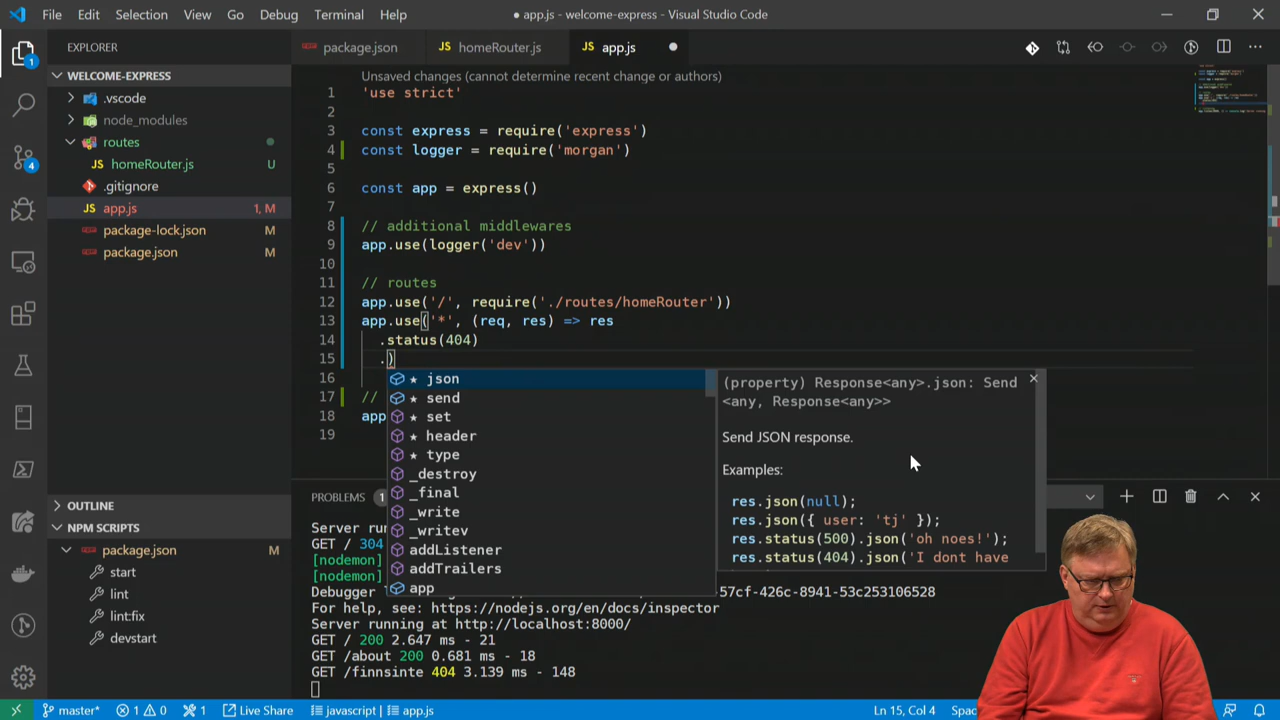 File Edit Selection View Go Debug Terminal Help
● app.js - welcome-express - Visual Studio Code
EXPLORER
package.json
JS homeRouter.js
JS app.js
WELCOME-EXPRESS
.vscode
node_modules
routes
JS homeRouter.js U
.gitignore
JS app.js 1, M
package-lock.json M
package.json M
OUTLINE
NPM SCRIPTS
package.json M
start
lint
lint:fix
devstart
1
4
Unsaved changes (cannot determine recent change or authors)
1 'use strict'
2
3 const express = require('express')
4 const logger = require('morgan')
5
6 const app = express()
7
8 // additional middlewares
9 app.use(logger('dev'))
10
11 // routes
12 app.use('/', require('./routes/homeRouter'))
13 app.use('*', (req, res) => res
14 .status(404)
15 .)
16
17 //
18 app
19
★ json
★ send
★ set
★ header
★ type
_destroy
_final
_write
_writev
addListener
addTrailers
app
(property) Response<any>.json: Send
<any, Response<any>>
Send JSON response.
Examples:
res.json(null);
res.json({ user: 'tj' });
res.status(500).json('oh noes!');
res.status(404).json('I dont have
PROBLEMS 1
Server run
GET / 304
[nodemon]
[nodemon]
Debugger
57cf-426c-8941-53c253106528
For help, see: https://nodejs.org/en/docs/inspector
Server running at http://localhost:8000/
GET / 200 2.647 ms - 21
GET /about 200 0.681 ms - 18
GET /finnsinte 404 3.139 ms - 148
master* 1 0 1 Live Share javascript | app.js
Ln 15, Col 4 Spac